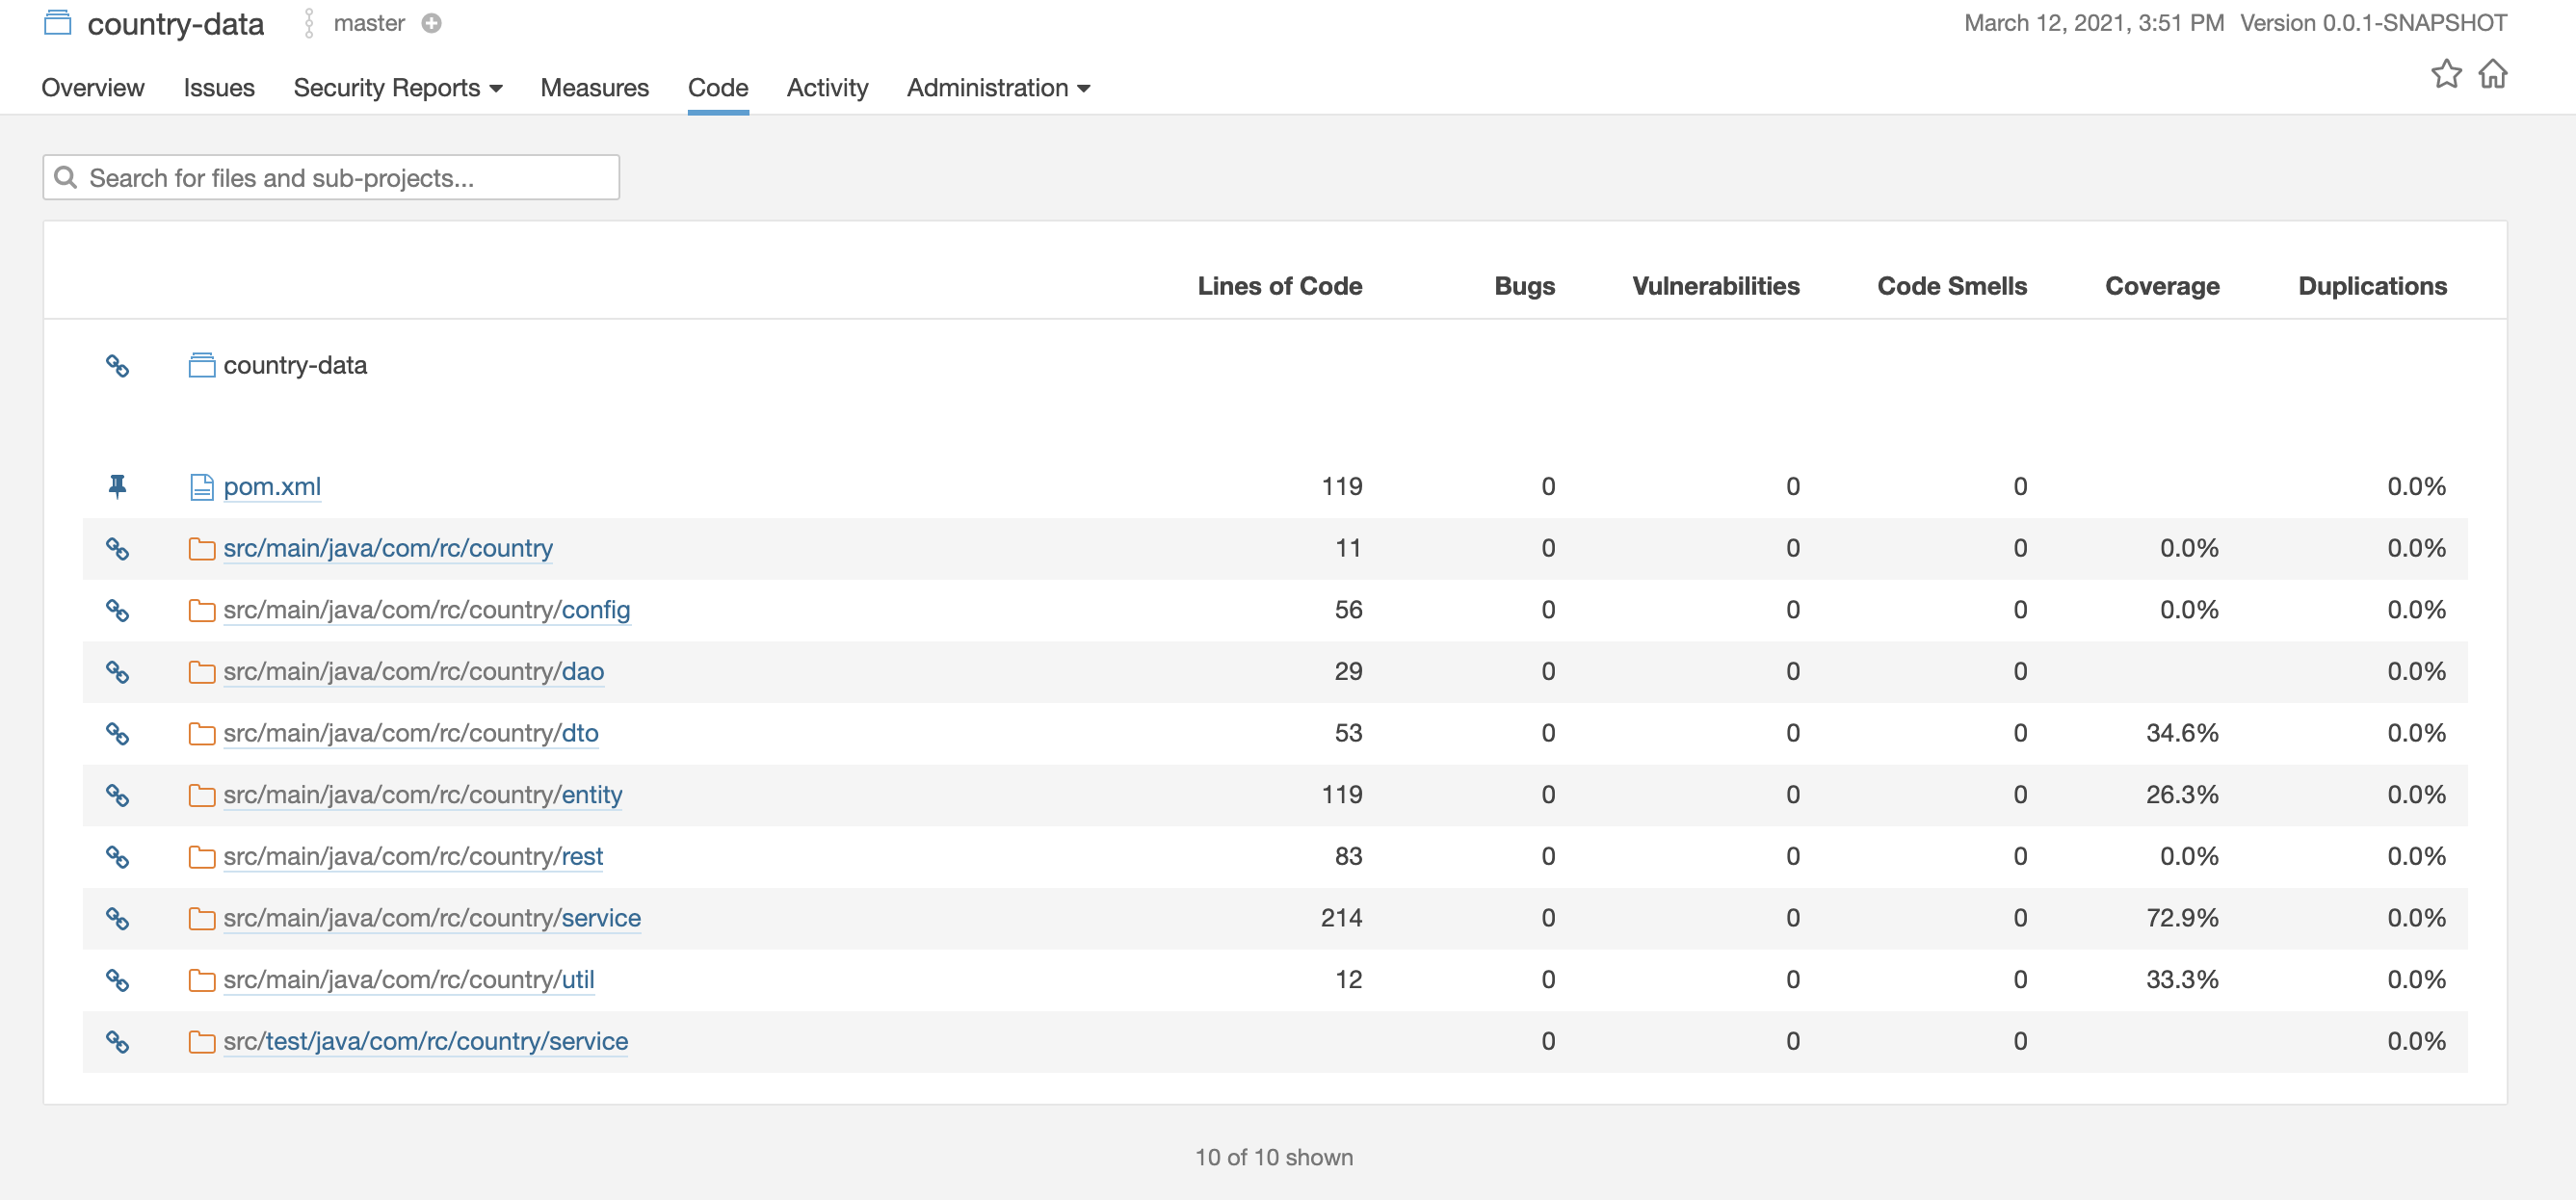 country-data master March 12, 2021, 3:51 PM Version 0.0.1-SNAPSHOT
Overview Issues Security Reports Measures Code Activity Administration
Search for files and sub-projects...
Lines of Code Bugs Vulnerabilities Code Smells Coverage Duplications
country-data
pom.xml 119 0 0 0 0.0%
src/main/java/com/rc/country 11 0 0 0 0.0% 0.0%
src/main/java/com/rc/country/config 56 0 0 0 0.0% 0.0%
src/main/java/com/rc/country/dao 29 0 0 0 0.0%
src/main/java/com/rc/country/dto 53 0 0 0 34.6% 0.0%
src/main/java/com/rc/country/entity 119 0 0 0 26.3% 0.0%
src/main/java/com/rc/country/rest 83 0 0 0 0.0% 0.0%
src/main/java/com/rc/country/service 214 0 0 0 72.9% 0.0%
src/main/java/com/rc/country/util 12 0 0 0 33.3% 0.0%
src/test/java/com/rc/country/service 0 0 0 0.0%
10 of 10 shown